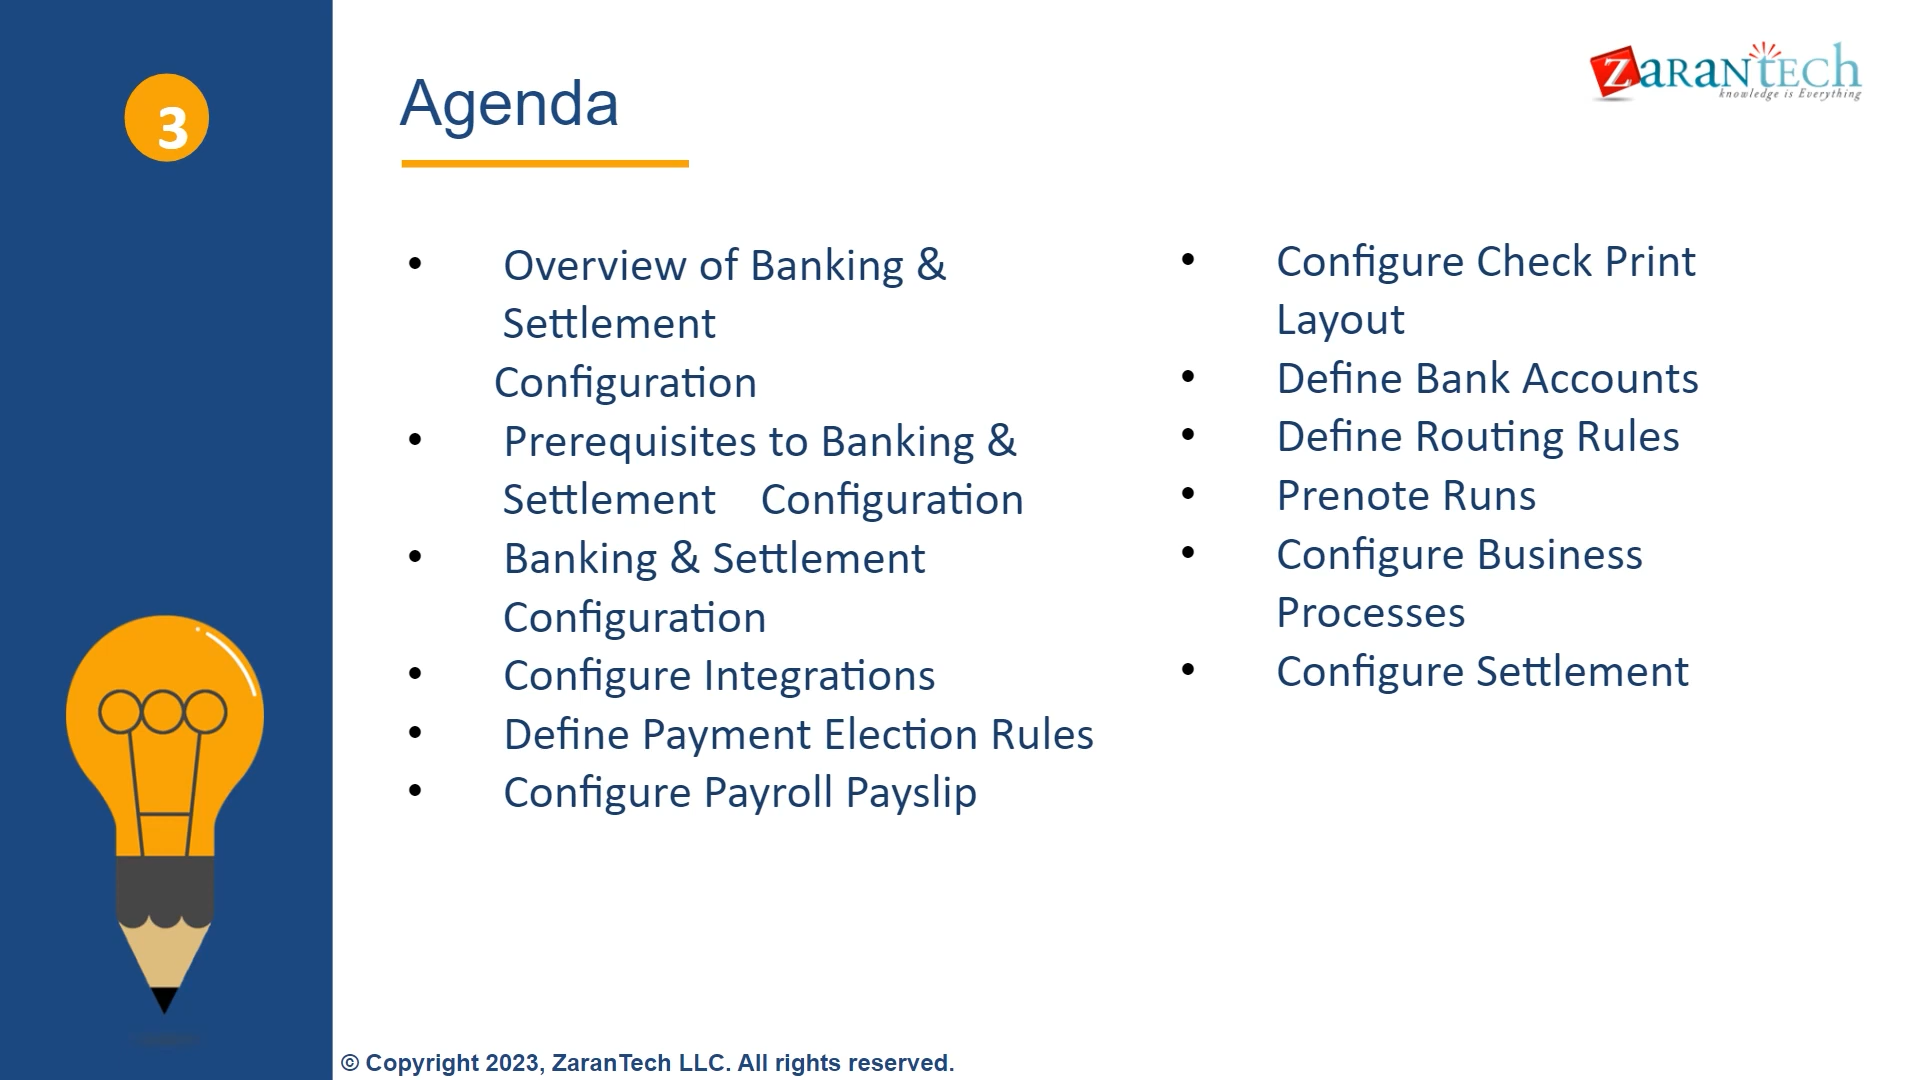 3
Agenda
ZARANTECH
knowledge is Everything
• Overview of Banking &
Settlement
Configuration
• Prerequisites to Banking &
Settlement Configuration
• Banking & Settlement
Configuration
• Configure Integrations
• Define Payment Election Rules
• Configure Payroll Payslip
• Configure Check Print
Layout
• Define Bank Accounts
• Define Routing Rules
• Prenote Runs
• Configure Business
Processes
• Configure Settlement
© Copyright 2023, ZaranTech LLC. All rights reserved.